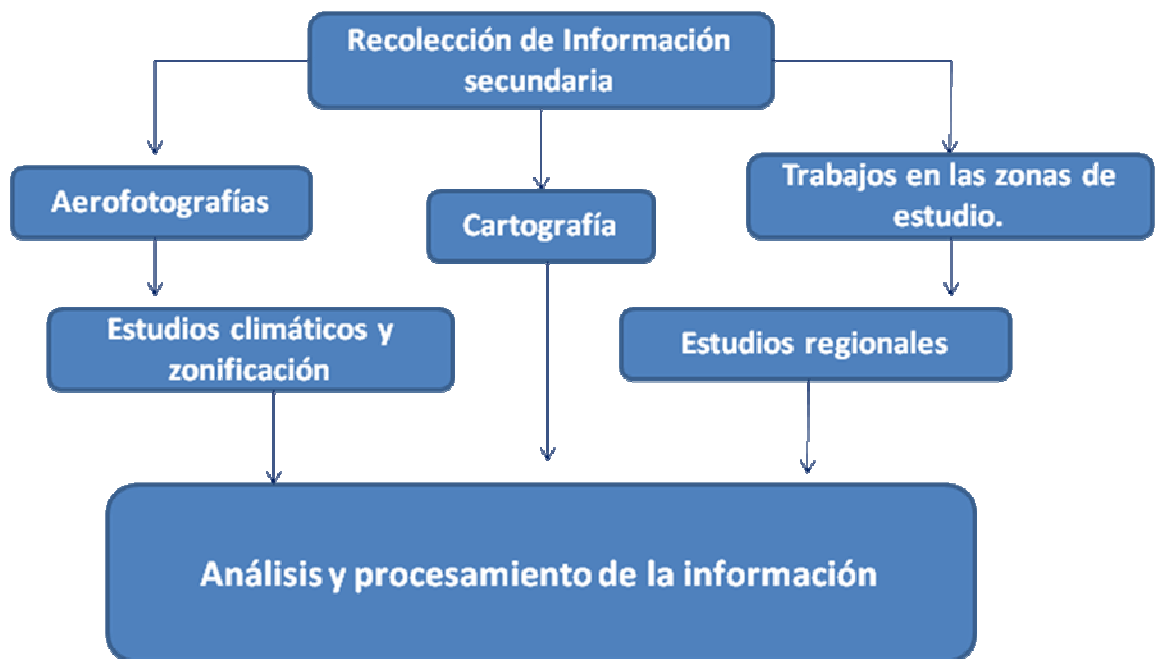 Recolección de Información
secundaria
Aerofotografías
Cartografía
Trabajos en las zonas de
estudio.
Estudios climáticos y
zonificación
Estudios regionales
Análisis y procesamiento de la información